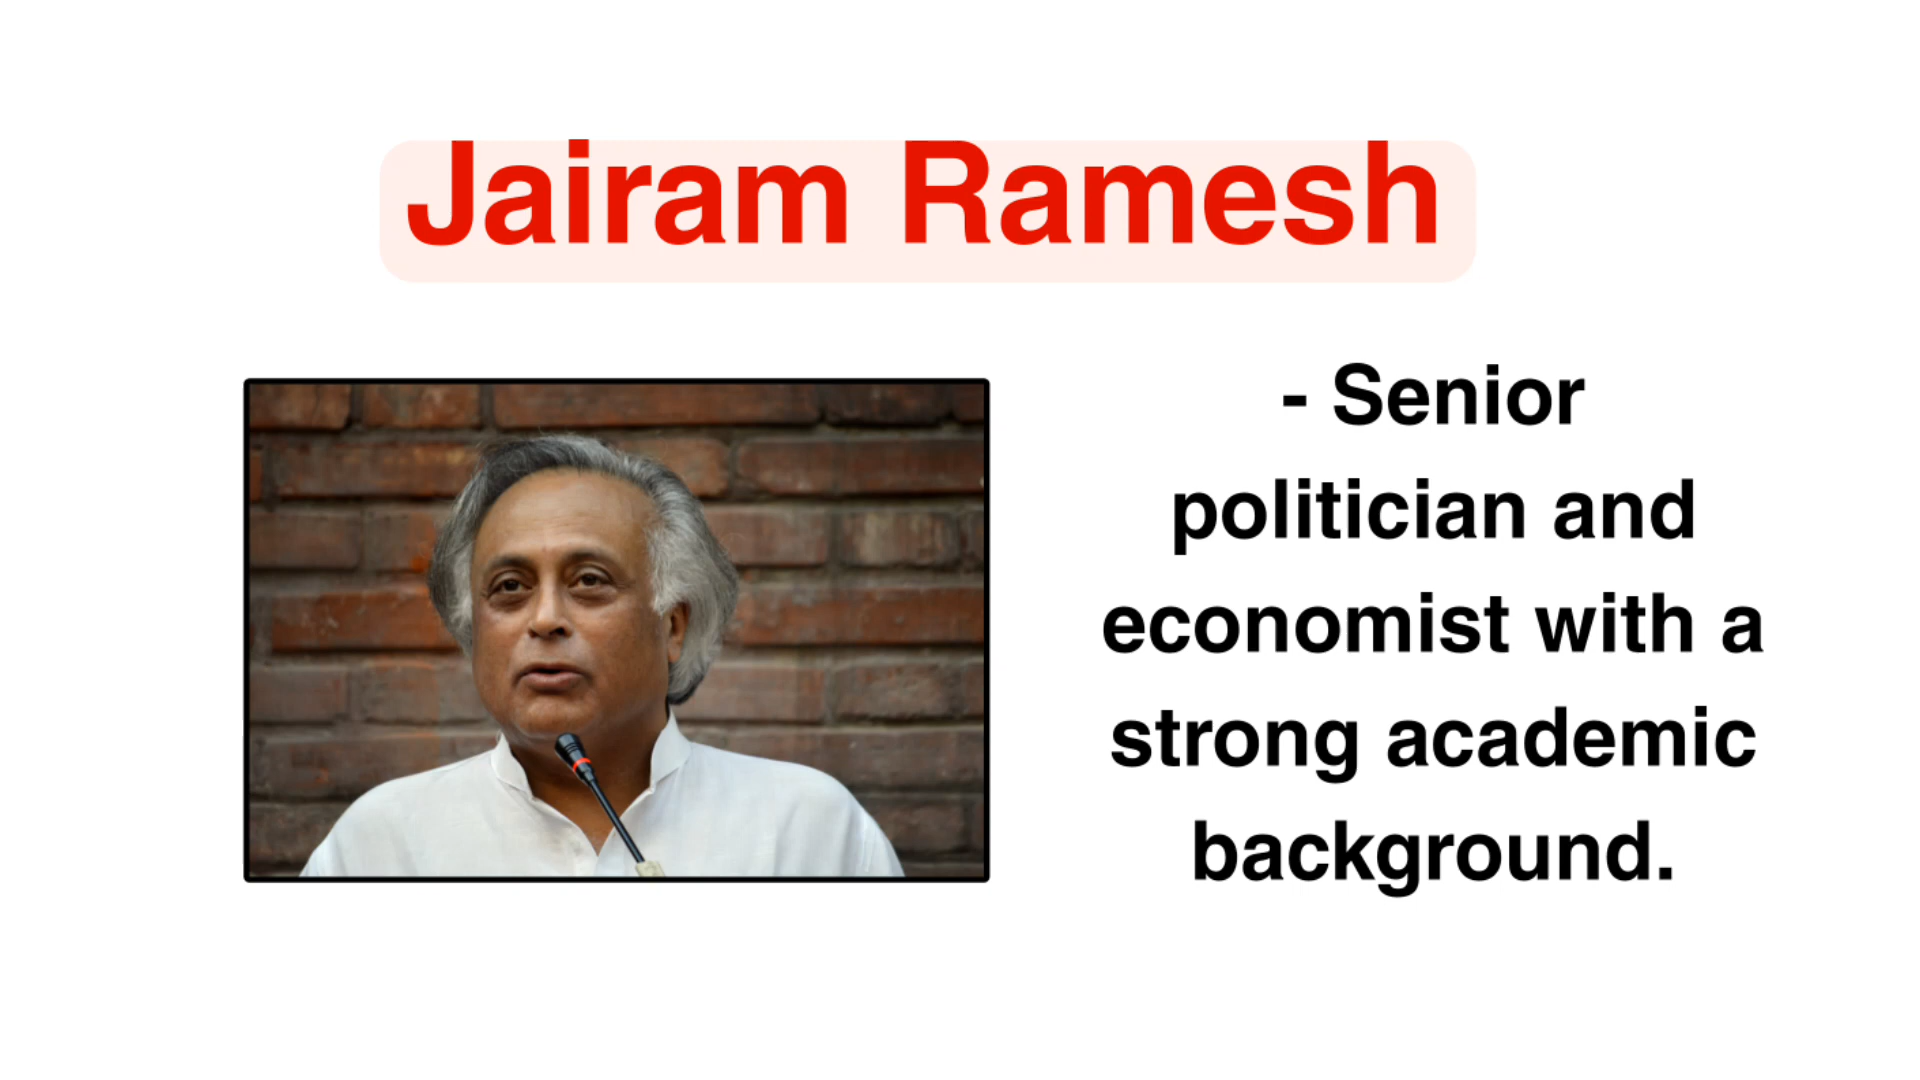 Jairam Ramesh
- Senior
politician and
economist with a
strong academic
background.